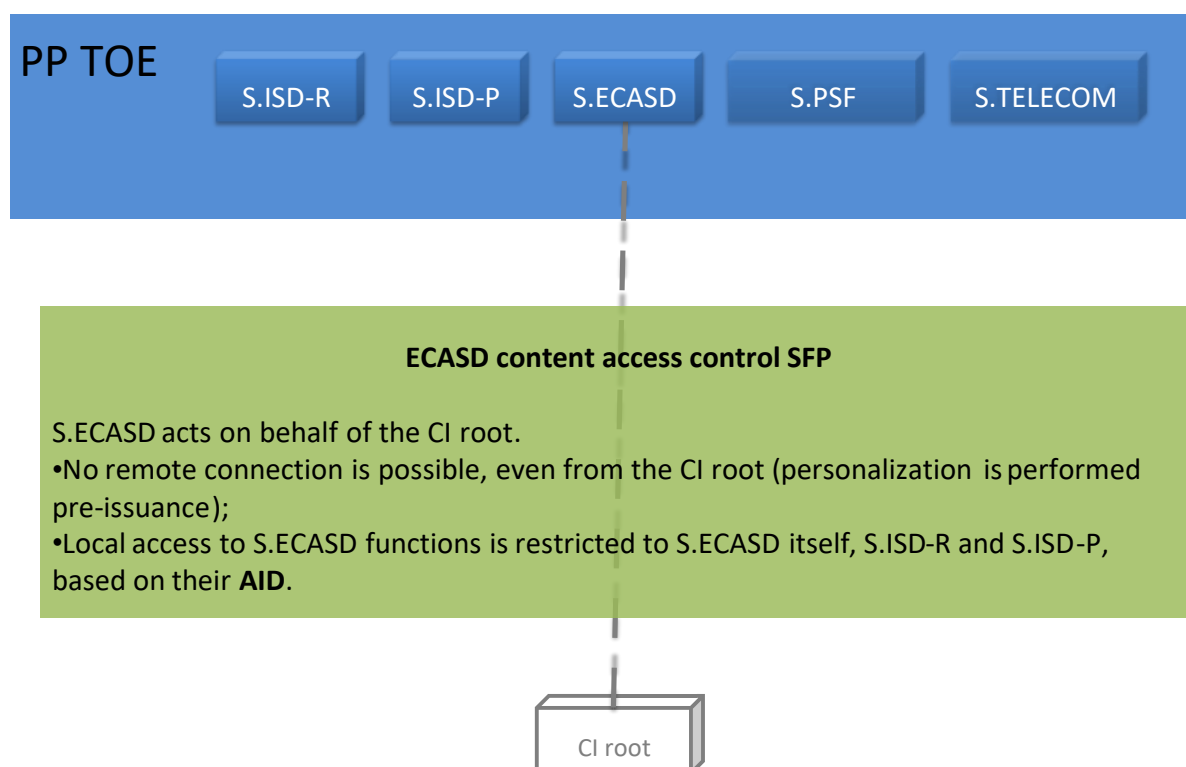 PP TOE
S.ISD-R
S.ISD-P
S.ECASD
S.PSF
S.TELECOM
ECASD content access control SFP
S.ECASD acts on behalf of the CI root.
•No remote connection is possible, even from the CI root (personalization is performed
pre-issuance);
•Local access to S.ECASD functions is restricted to S.ECASD itself, S.ISD-R and S.ISD-P,
based on their AID.
CI root